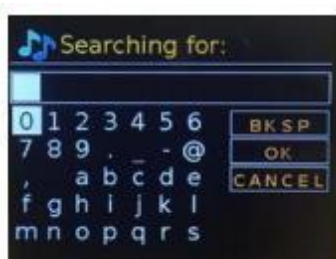 Searching for:
0 1 2 3 4 5 6 BKSP
7 8 9 . _ - @ OK
, a b c d e CANCEL
f g h i j k l
m n o p q r s